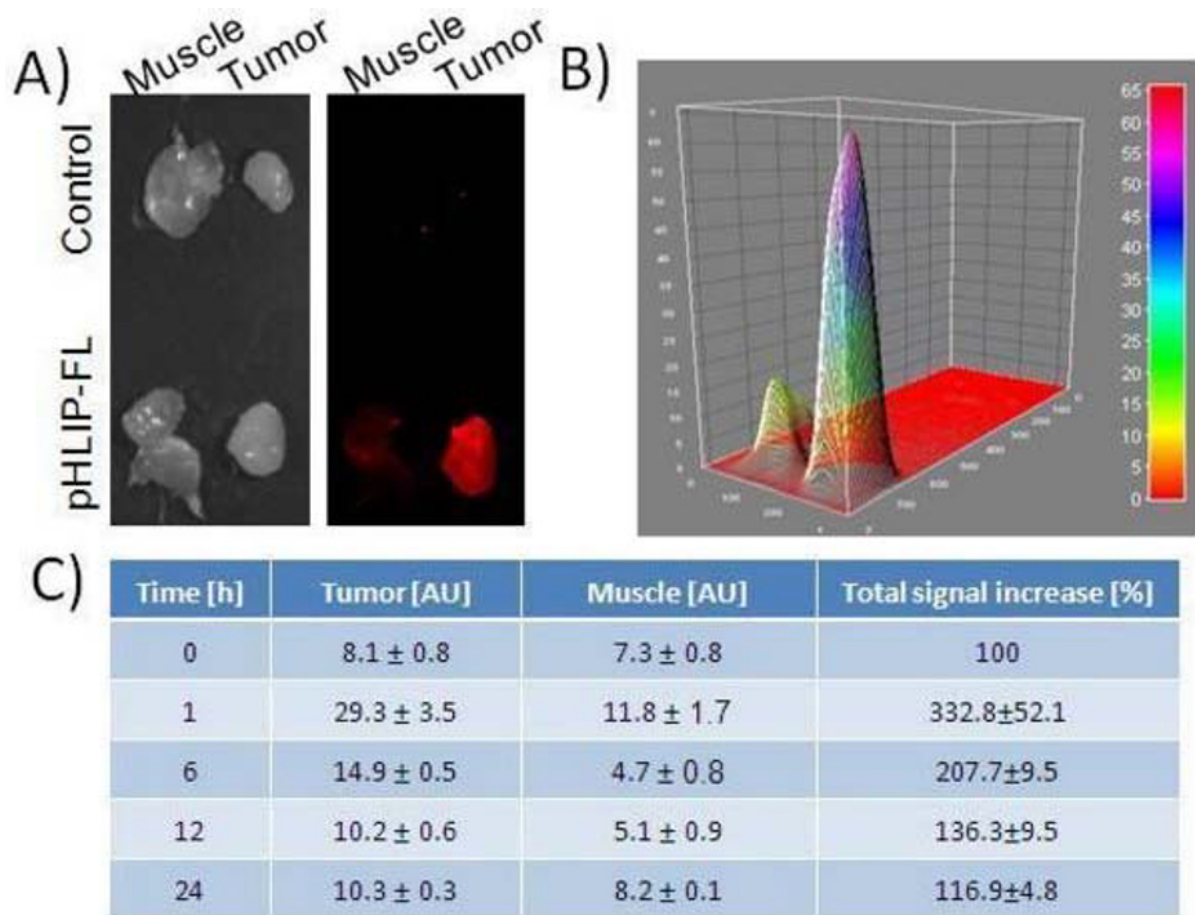 A)
Muscle Tumor
Muscle Tumor
Control
pHLIP-FL
B)
65
60
55
50
45
40
35
30
25
20
15
10
5
0
C)
Time [h] Tumor [AU] Muscle [AU] Total signal increase [%]
0 8.1 ± 0.8 7.3 ± 0.8 100
1 29.3 ± 3.5 11.8 ± 1.7 332.8±52.1
6 14.9 ± 0.5 4.7 ± 0.8 207.7±9.5
12 10.2 ± 0.6 5.1 ± 0.9 136.3±9.5
24 10.3 ± 0.3 8.2 ± 0.1 116.9±4.8